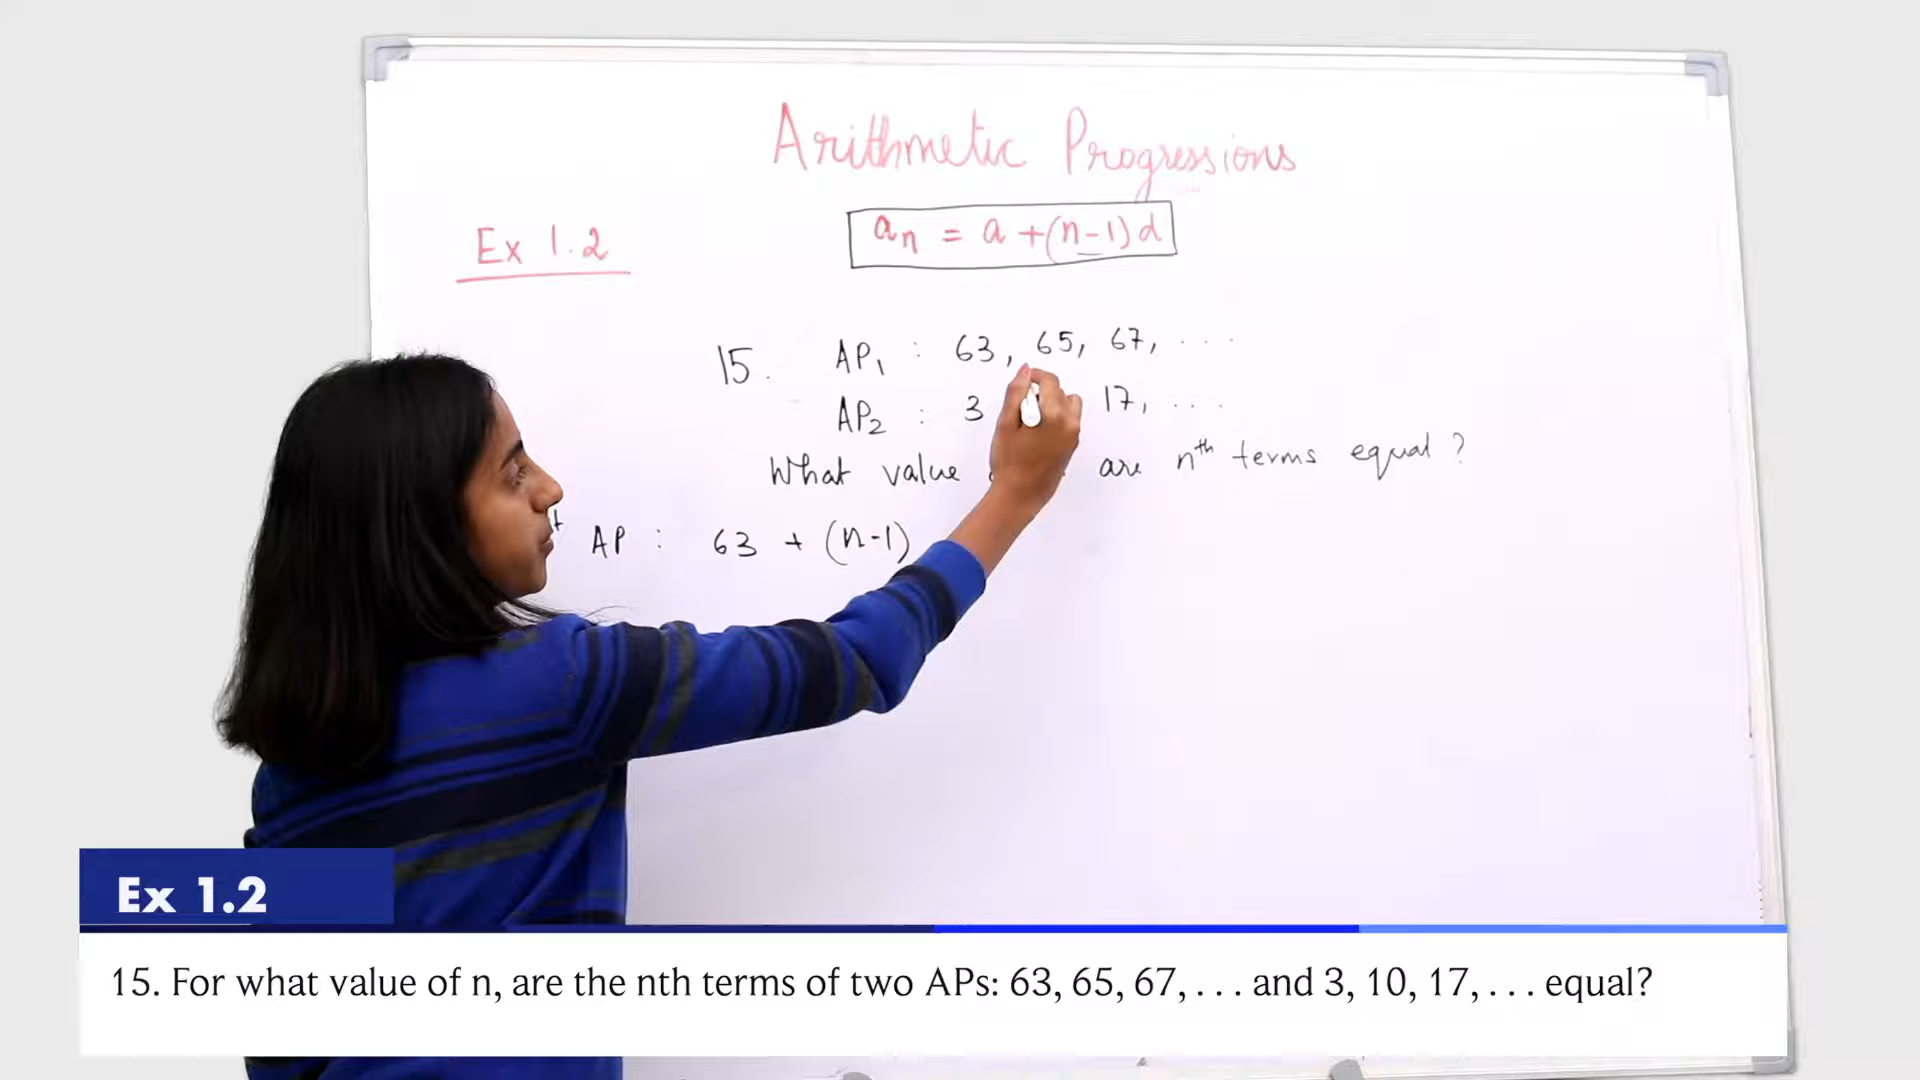 Arithmetic Progressions
Ex 1.2
aₙ = a + (n-1) d
15. AP₁ : 63, 65, 67, ...
AP₂ : 3 17, ...
What value are nᵗʰ terms equal?
AP : 63 + (n-1)
Ex 1.2
15. For what value of n, are the nth terms of two APs: 63, 65, 67, . . . and 3, 10, 17, . . . equal?